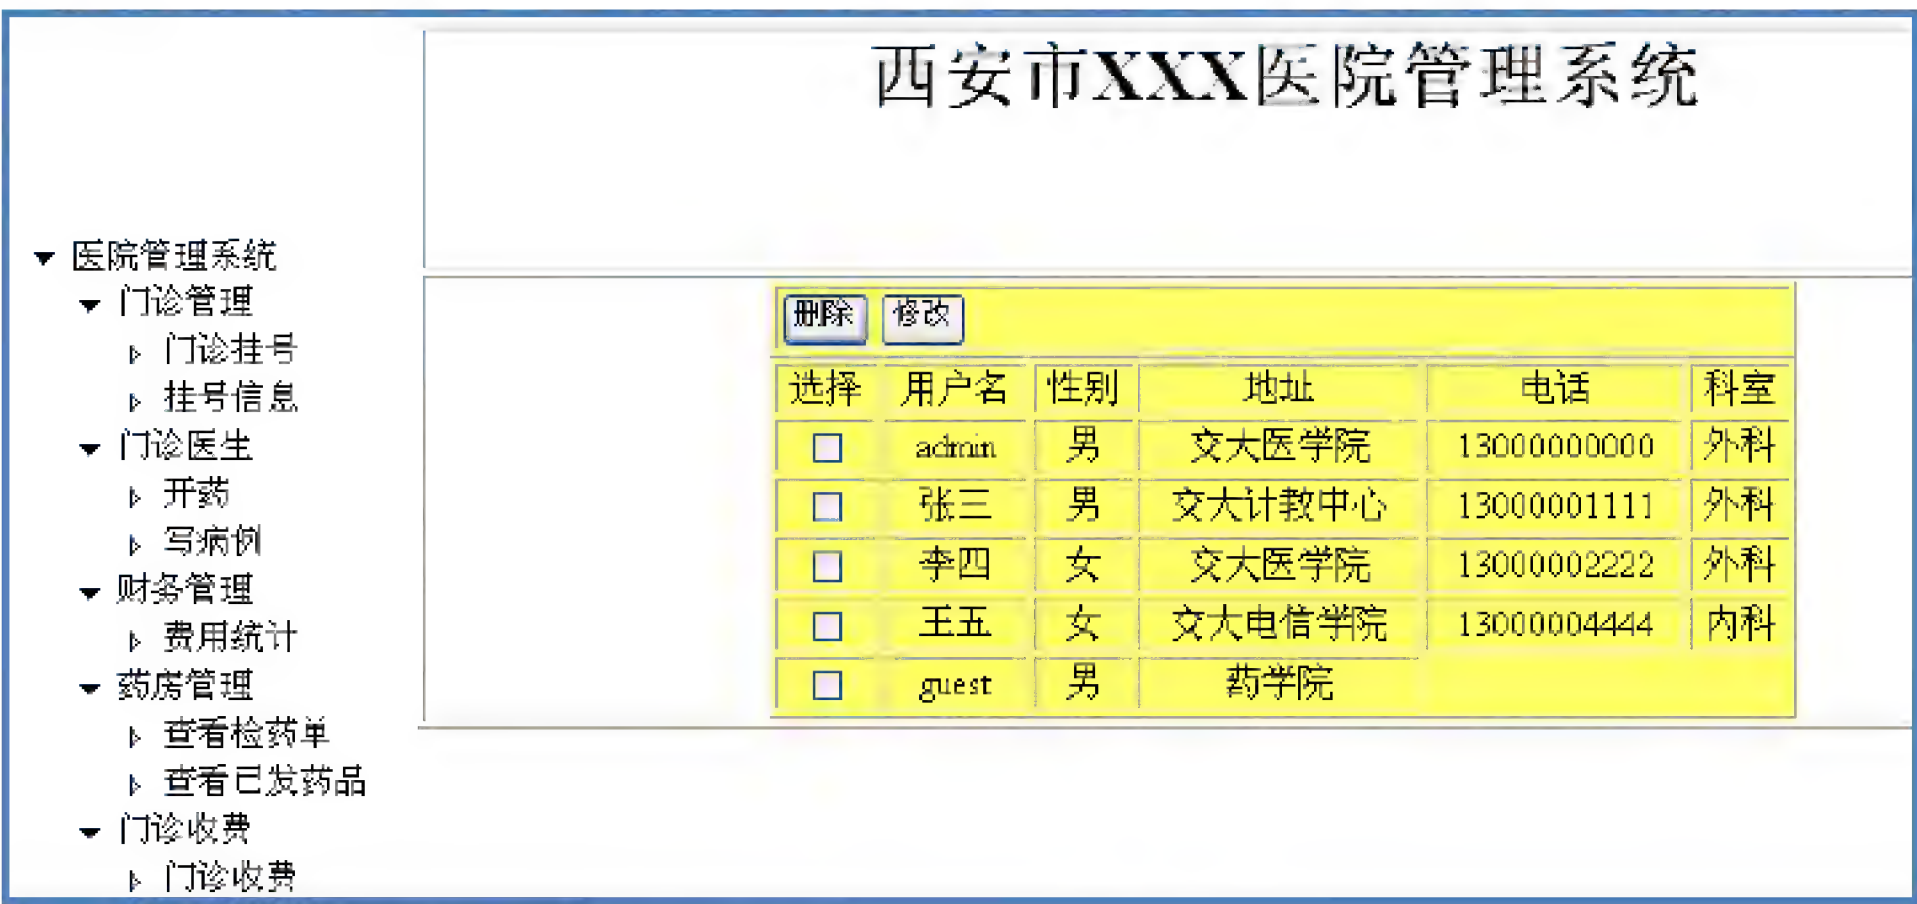 西安市XXX医院管理系统
医院管理系统
门诊管理
门诊挂号
挂号信息
门诊医生
开药
写病例
财务管理
费用统计
药房管理
查看检药单
查看已发药品
门诊收费
门诊收费
删除 修改
选择 用户名 性别 地址 电话 科室
admin 男 交大医学院 13000000000 外科
张三 男 交大计教中心 13000001111 外科
李四 女 交大医学院 13000002222 外科
王五 女 交大电信学院 13000004444 内科
guest 男 药学院